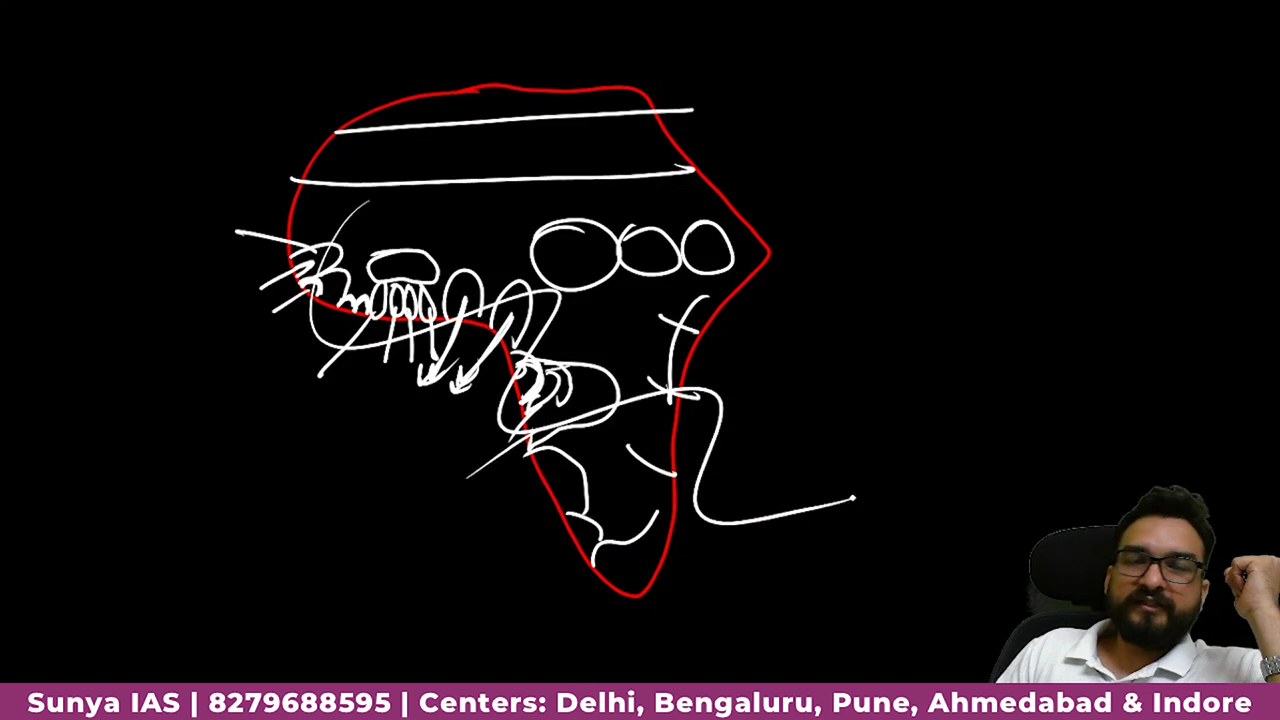 Sunya IAS | 8279688595 | Centers: Delhi, Bengaluru, Pune, Ahmedabad & Indore